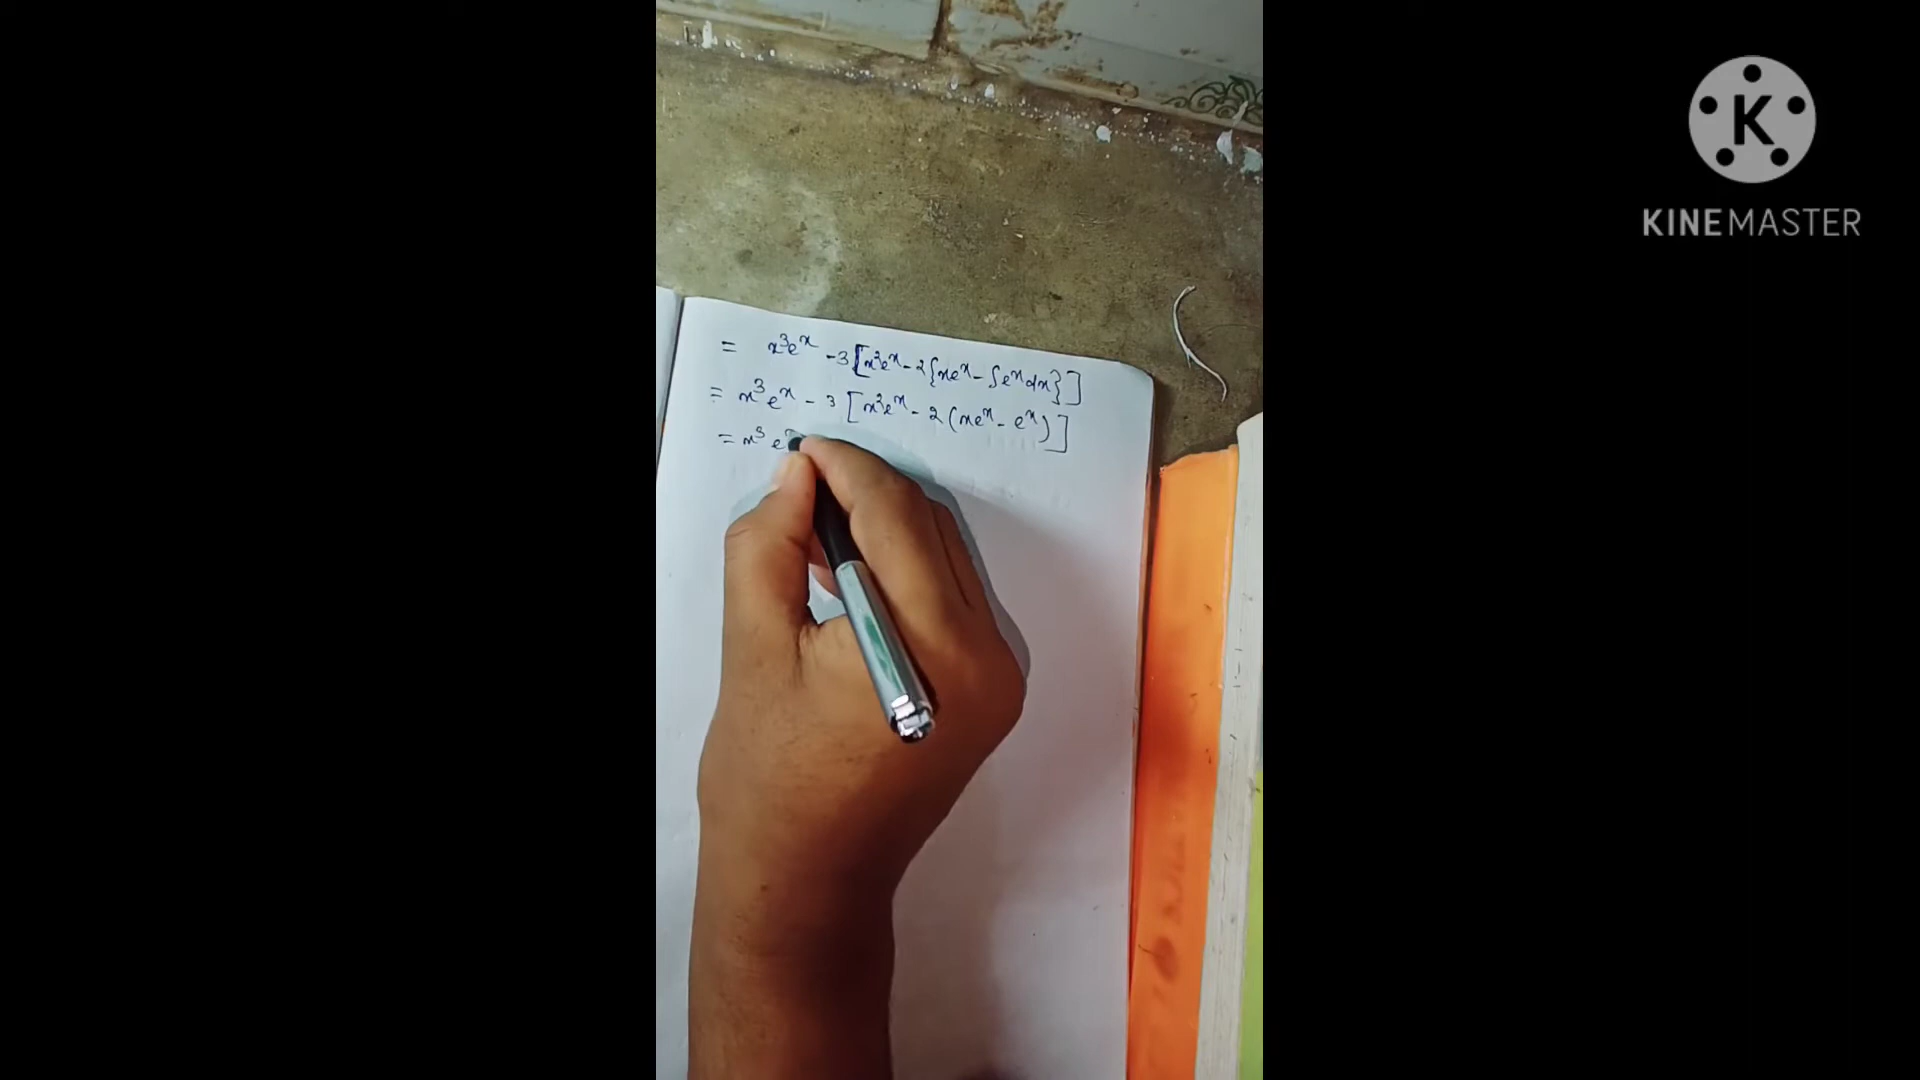 = x³eˣ - 3[x²eˣ - 2{xeˣ - ∫eˣdx}]
= x³eˣ - 3[x²eˣ - 2(xeˣ - eˣ)]
= x³e
K
KINEMASTER